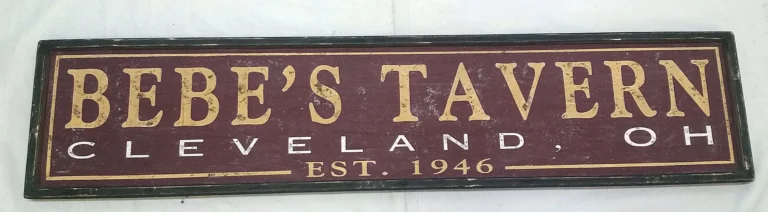 BEBE'S TAVERN
CLEVELAND, OH
EST. 1946